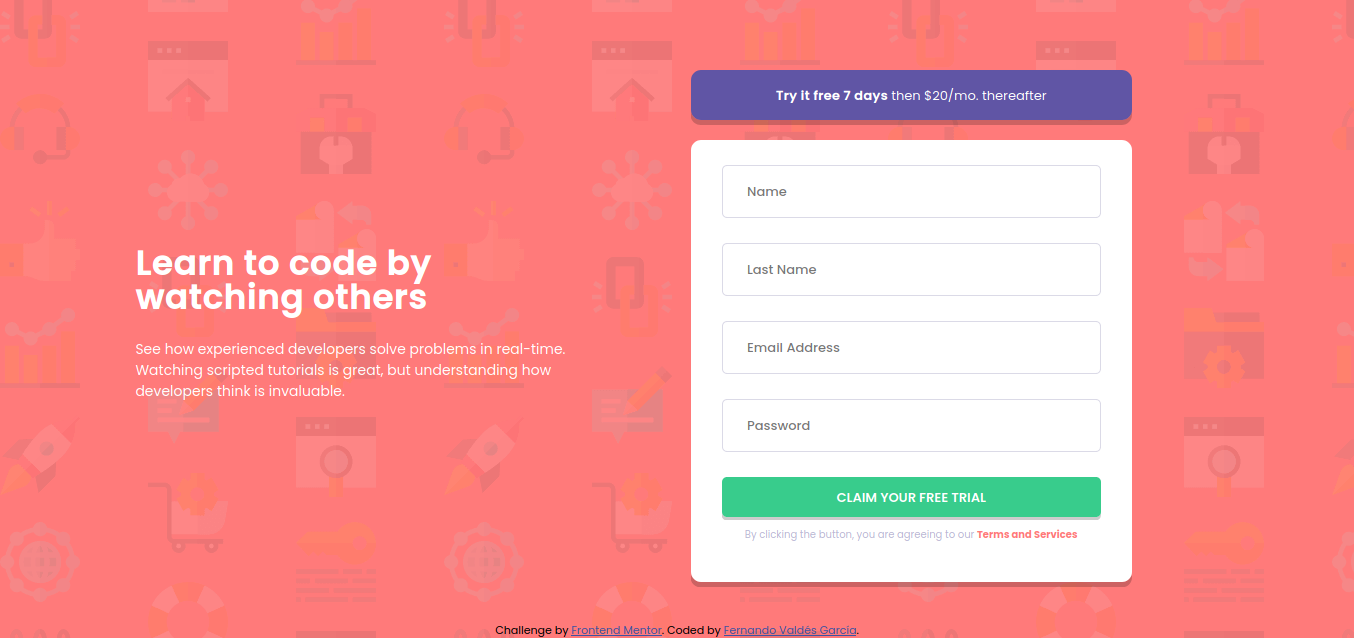 Learn to code by
watching others
See how experienced developers solve problems in real-time.
Watching scripted tutorials is great, but understanding how
developers think is invaluable.
Try it free 7 days then $20/mo. thereafter
Name
Last Name
Email Address
Password
CLAIM YOUR FREE TRIAL
By clicking the button, you are agreeing to our Terms and Services
Challenge by Frontend Mentor. Coded by Fernando Valdés García.